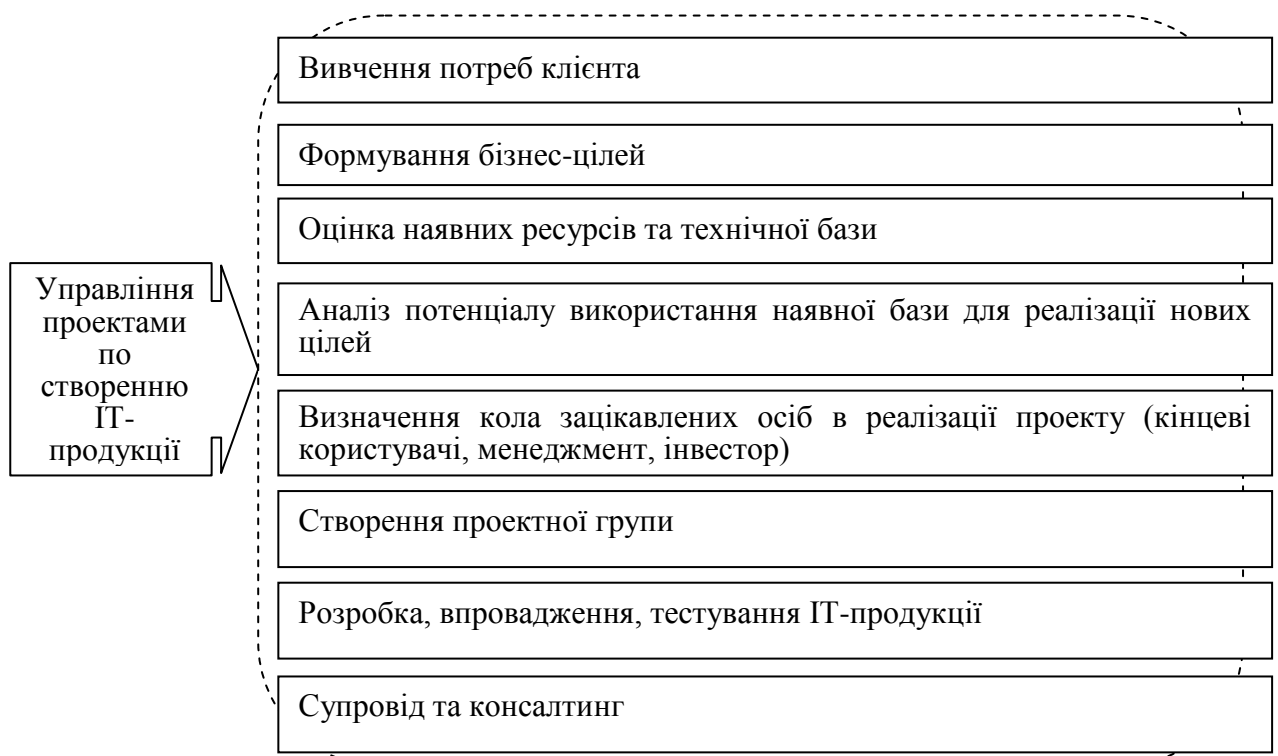 Вивчення потреб клієнта
Формування бізнес-цілей
Оцінка наявних ресурсів та технічної бази
Управління
проектами
по
створенню
ІТ-
продукції
Аналіз потенціалу використання наявної бази для реалізації нових
цілей
Визначення кола зацікавлених осіб в реалізації проекту (кінцеві
користувачі, менеджмент, інвестор)
Створення проектної групи
Розробка, впровадження, тестування ІТ-продукції
Супровід та консалтинг